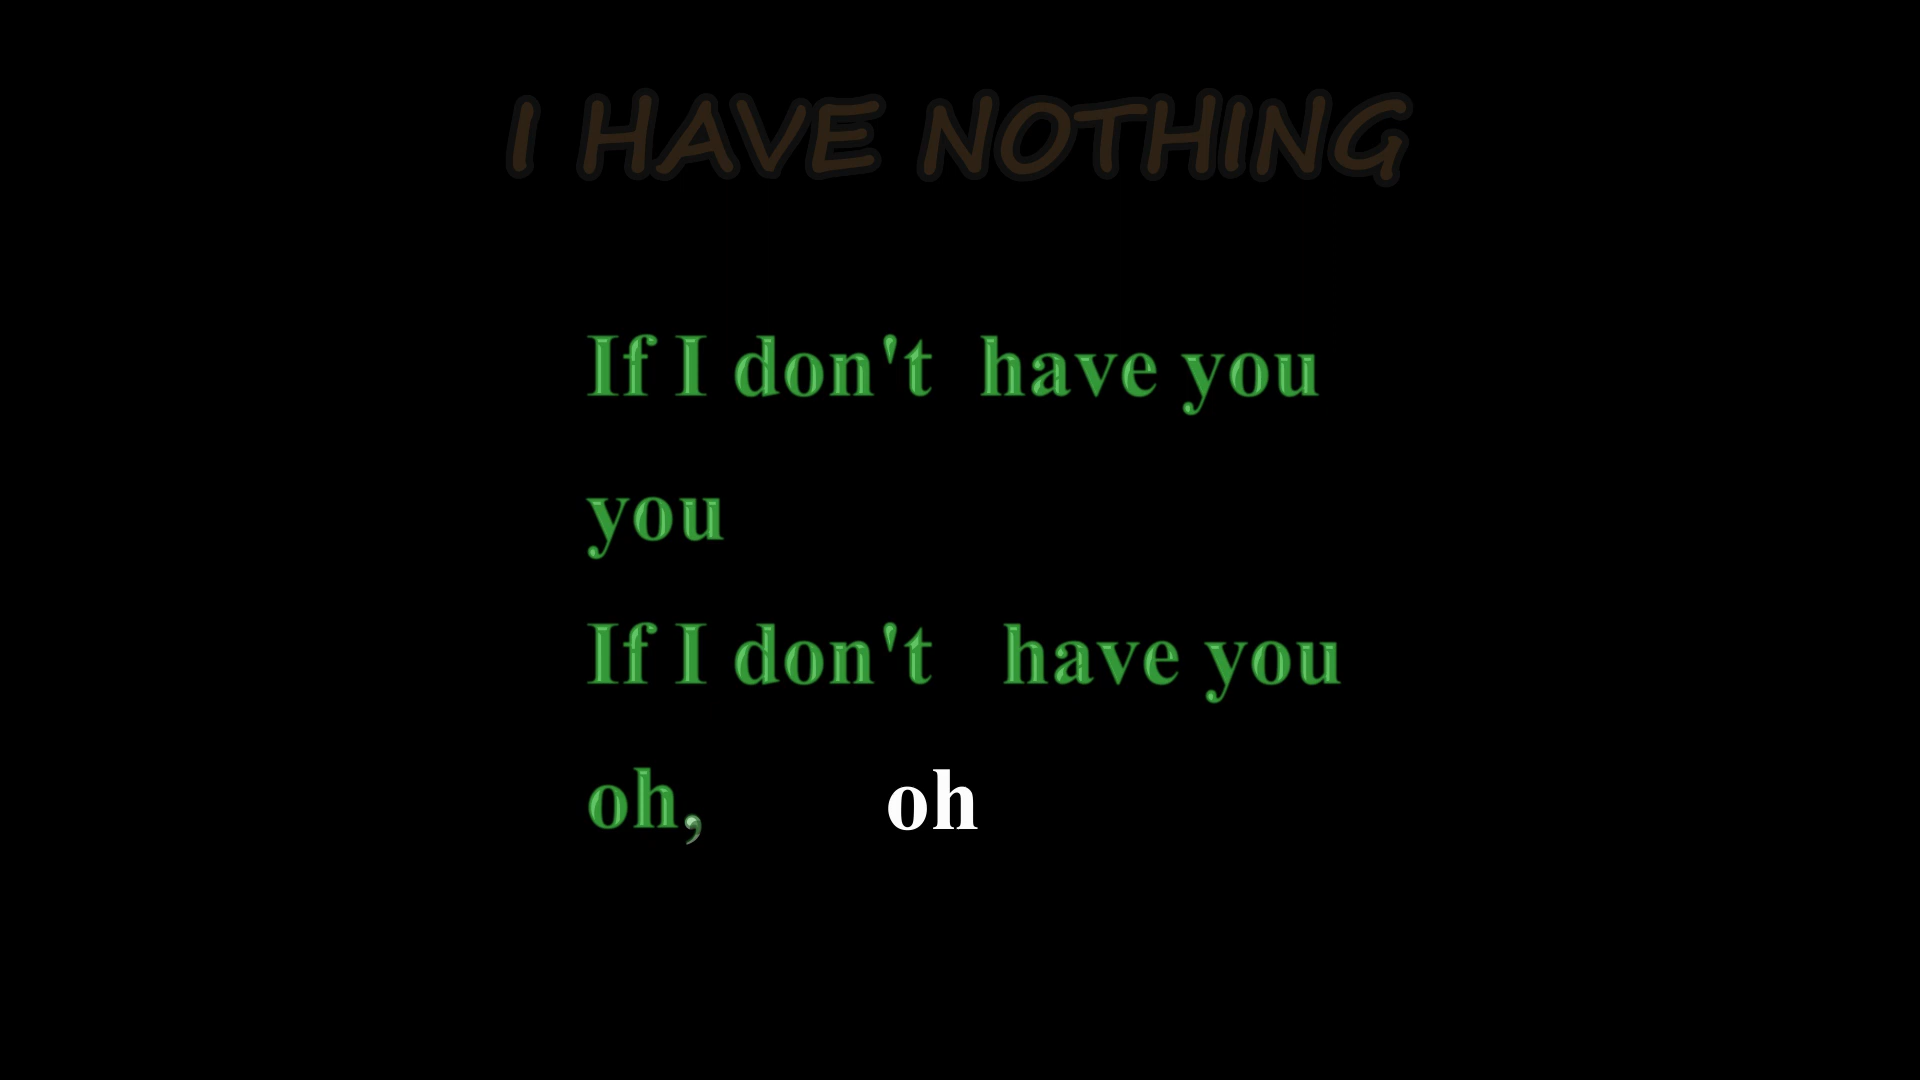 I HAVE NOTHING
If I don't have you
you
If I don't have you
oh, oh